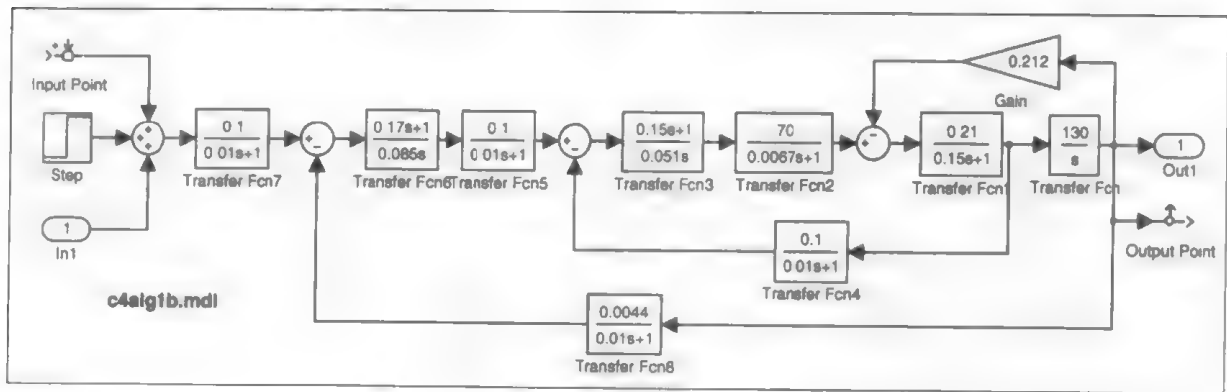 0.212
Input Point
Gain
0.1
0.01s+1
0.17s+1
0.085s
0.1
0.01s+1
0.15s+1
0.051s
70
0.0067s+1
0.21
0.15s+1
130
s
1
Step
Transfer Fcn7
Transfer Fcn6
Transfer Fcn5
Transfer Fcn3
Transfer Fcn2
Transfer Fcn1
Transfer Fcn
Out1
1
In1
0.1
0.01s+1
Output Point
Transfer Fcn4
c4alg1b.mdl
0.0044
0.01s+1
Transfer Fcn8